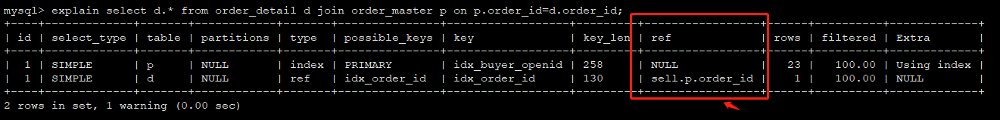 mysql> explain select d.* from order_detail d join order_master p on p.order_id=d.order_id;
+----+-------------+-------+------------+-------+---------------+------------------+---------+-----------------+------+----------+-------------+
| id | select_type | table | partitions | type  | possible_keys | key              | key_len | ref             | rows | filtered | Extra       |
+----+-------------+-------+------------+-------+---------------+------------------+---------+-----------------+------+----------+-------------+
|  1 | SIMPLE      | p     | NULL       | index | PRIMARY       | idx_buyer_openid | 258     | NULL            |   23 |   100.00 | Using index |
|  1 | SIMPLE      | d     | NULL       | ref   | idx_order_id  | idx_order_id     | 130     | sell.p.order_id |    1 |   100.00 | NULL        |
+----+-------------+-------+------------+-------+---------------+------------------+---------+-----------------+------+----------+-------------+
2 rows in set, 1 warning (0.00 sec)